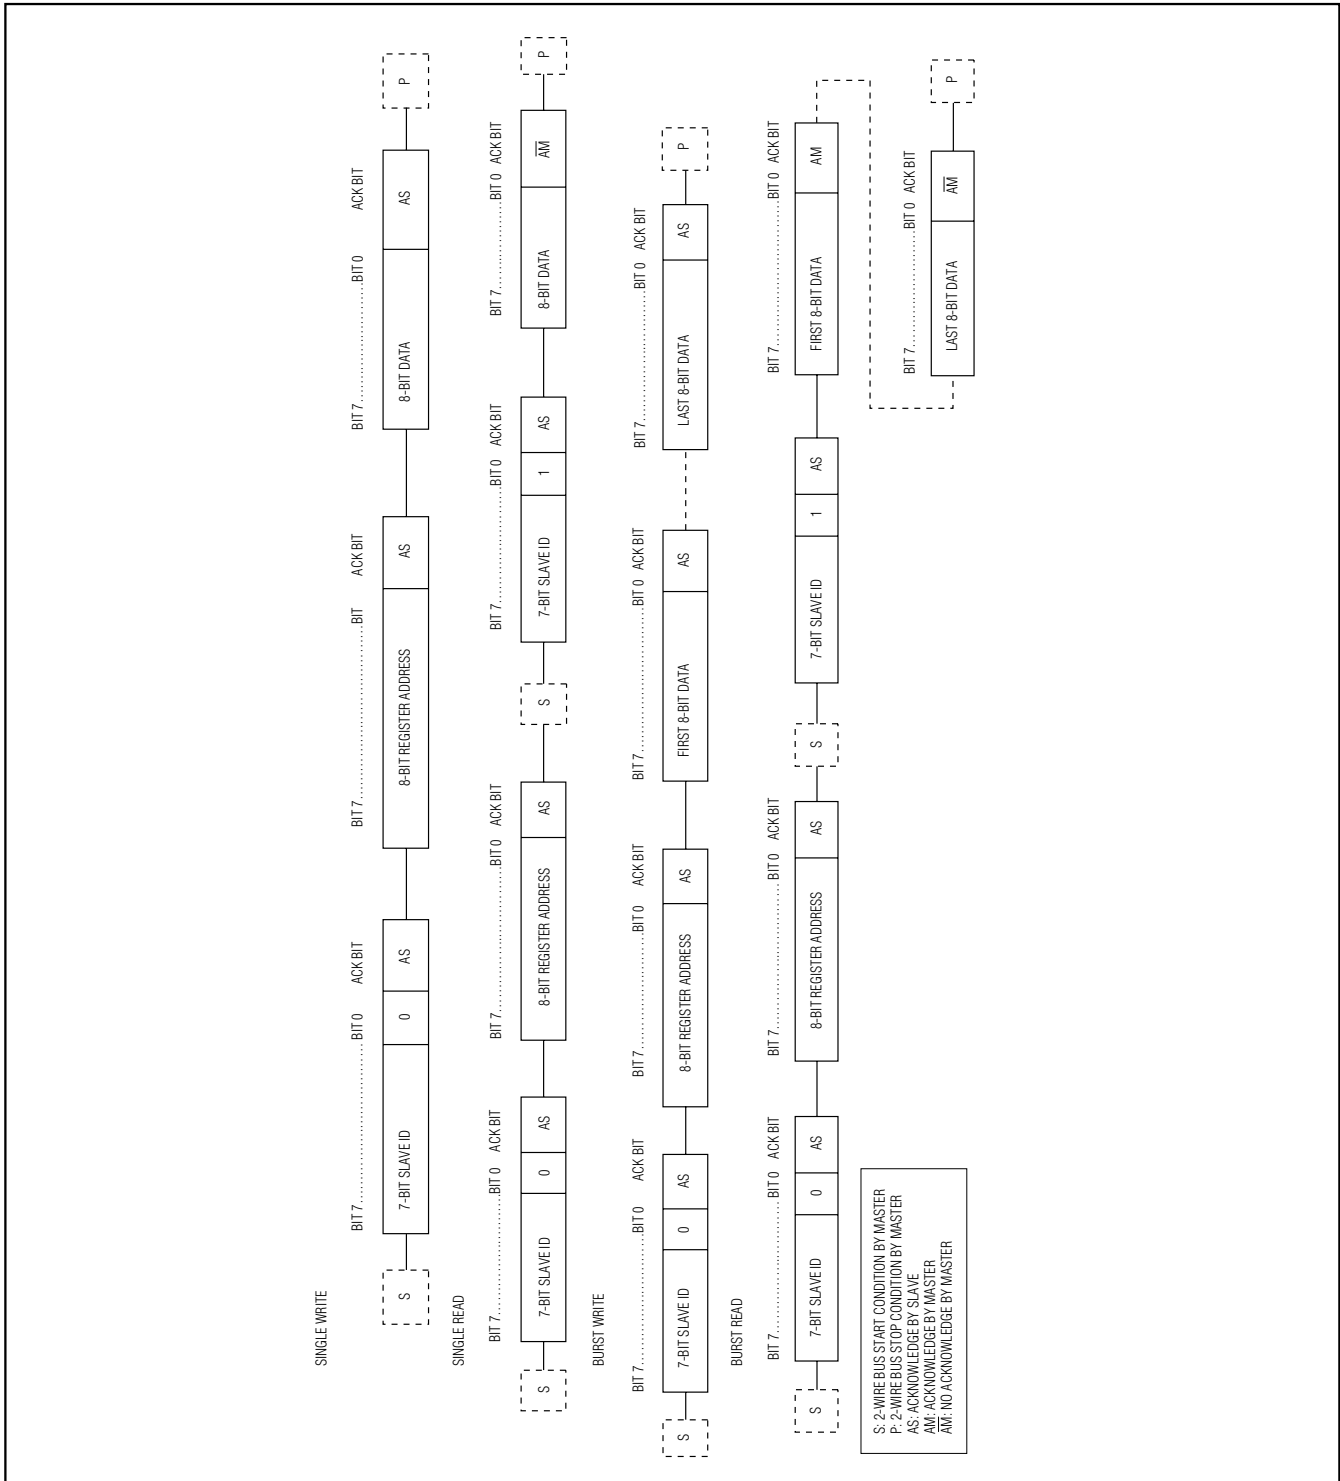 SINGLE WRITE
BIT 7..................BIT 0 ACK BIT BIT 7..................BIT ACK BIT BIT 7..................BIT 0 ACK BIT
S 7-BIT SLAVE ID 0 AS 8-BIT REGISTER ADDRESS AS 8-BIT DATA AS P
SINGLE READ
BIT 7..................BIT 0 ACK BIT BIT 7..................BIT 0 ACK BIT BIT 7..................BIT 0 ACK BIT BIT 7..................BIT 0 ACK BIT
S 7-BIT SLAVE ID 0 AS 8-BIT REGISTER ADDRESS AS S 7-BIT SLAVE ID 1 AS 8-BIT DATA A̅M̅ P
BURST WRITE
BIT 7..................BIT 0 ACK BIT BIT 7..................BIT 0 ACK BIT BIT 7..................BIT 0 ACK BIT BIT 7..................BIT 0 ACK BIT
S 7-BIT SLAVE ID 0 AS 8-BIT REGISTER ADDRESS AS FIRST 8-BIT DATA AS LAST 8-BIT DATA AS P
BURST READ
BIT 7..................BIT 0 ACK BIT BIT 7..................BIT 0 ACK BIT BIT 7..................BIT 0 ACK BIT
S 7-BIT SLAVE ID 0 AS 8-BIT REGISTER ADDRESS AS S 7-BIT SLAVE ID 1 AS FIRST 8-BIT DATA AM
BIT 7..................BIT 0 ACK BIT
LAST 8-BIT DATA A̅M̅ P
S: 2-WIRE BUS START CONDITION BY MASTER
P: 2-WIRE BUS STOP CONDITION BY MASTER
AS: ACKNOWLEDGE BY SLAVE
AM: ACKNOWLEDGE BY MASTER
A̅M̅: NO ACKNOWLEDGE BY MASTER